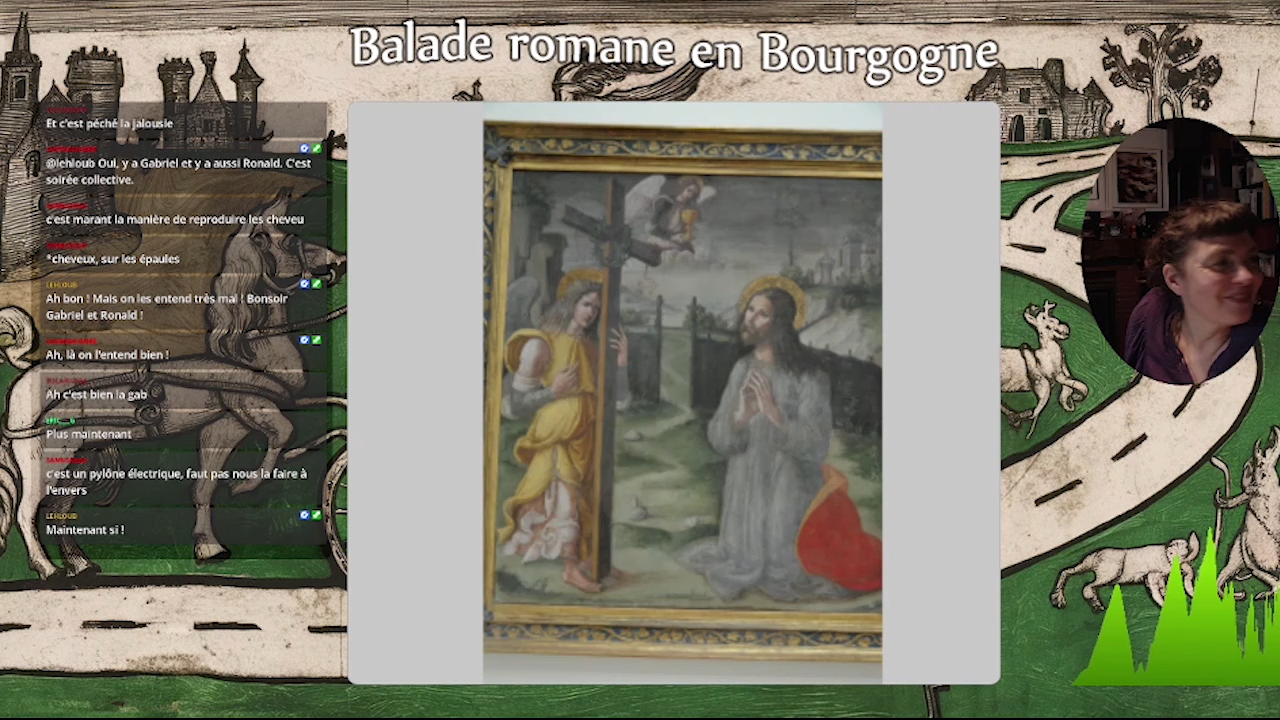 Balade romane en Bourgogne
Et c'est péché la jalousie
@lehloub Oui, y a Gabriel et y a aussi Ronald. C'est
soirée collective.
c'est marant la manière de reproduire les cheveu
*cheveux, sur les épaules
LEHLOUB
Ah bon ! Mais on les entend très mal ! Bonsoir
Gabriel et Ronald !
Ah, là on l'entend bien !
Ah c'est bien la gab
Plus maintenant
c'est un pylône électrique, faut pas nous la faire à
l'envers
LEHLOUB
Maintenant si !